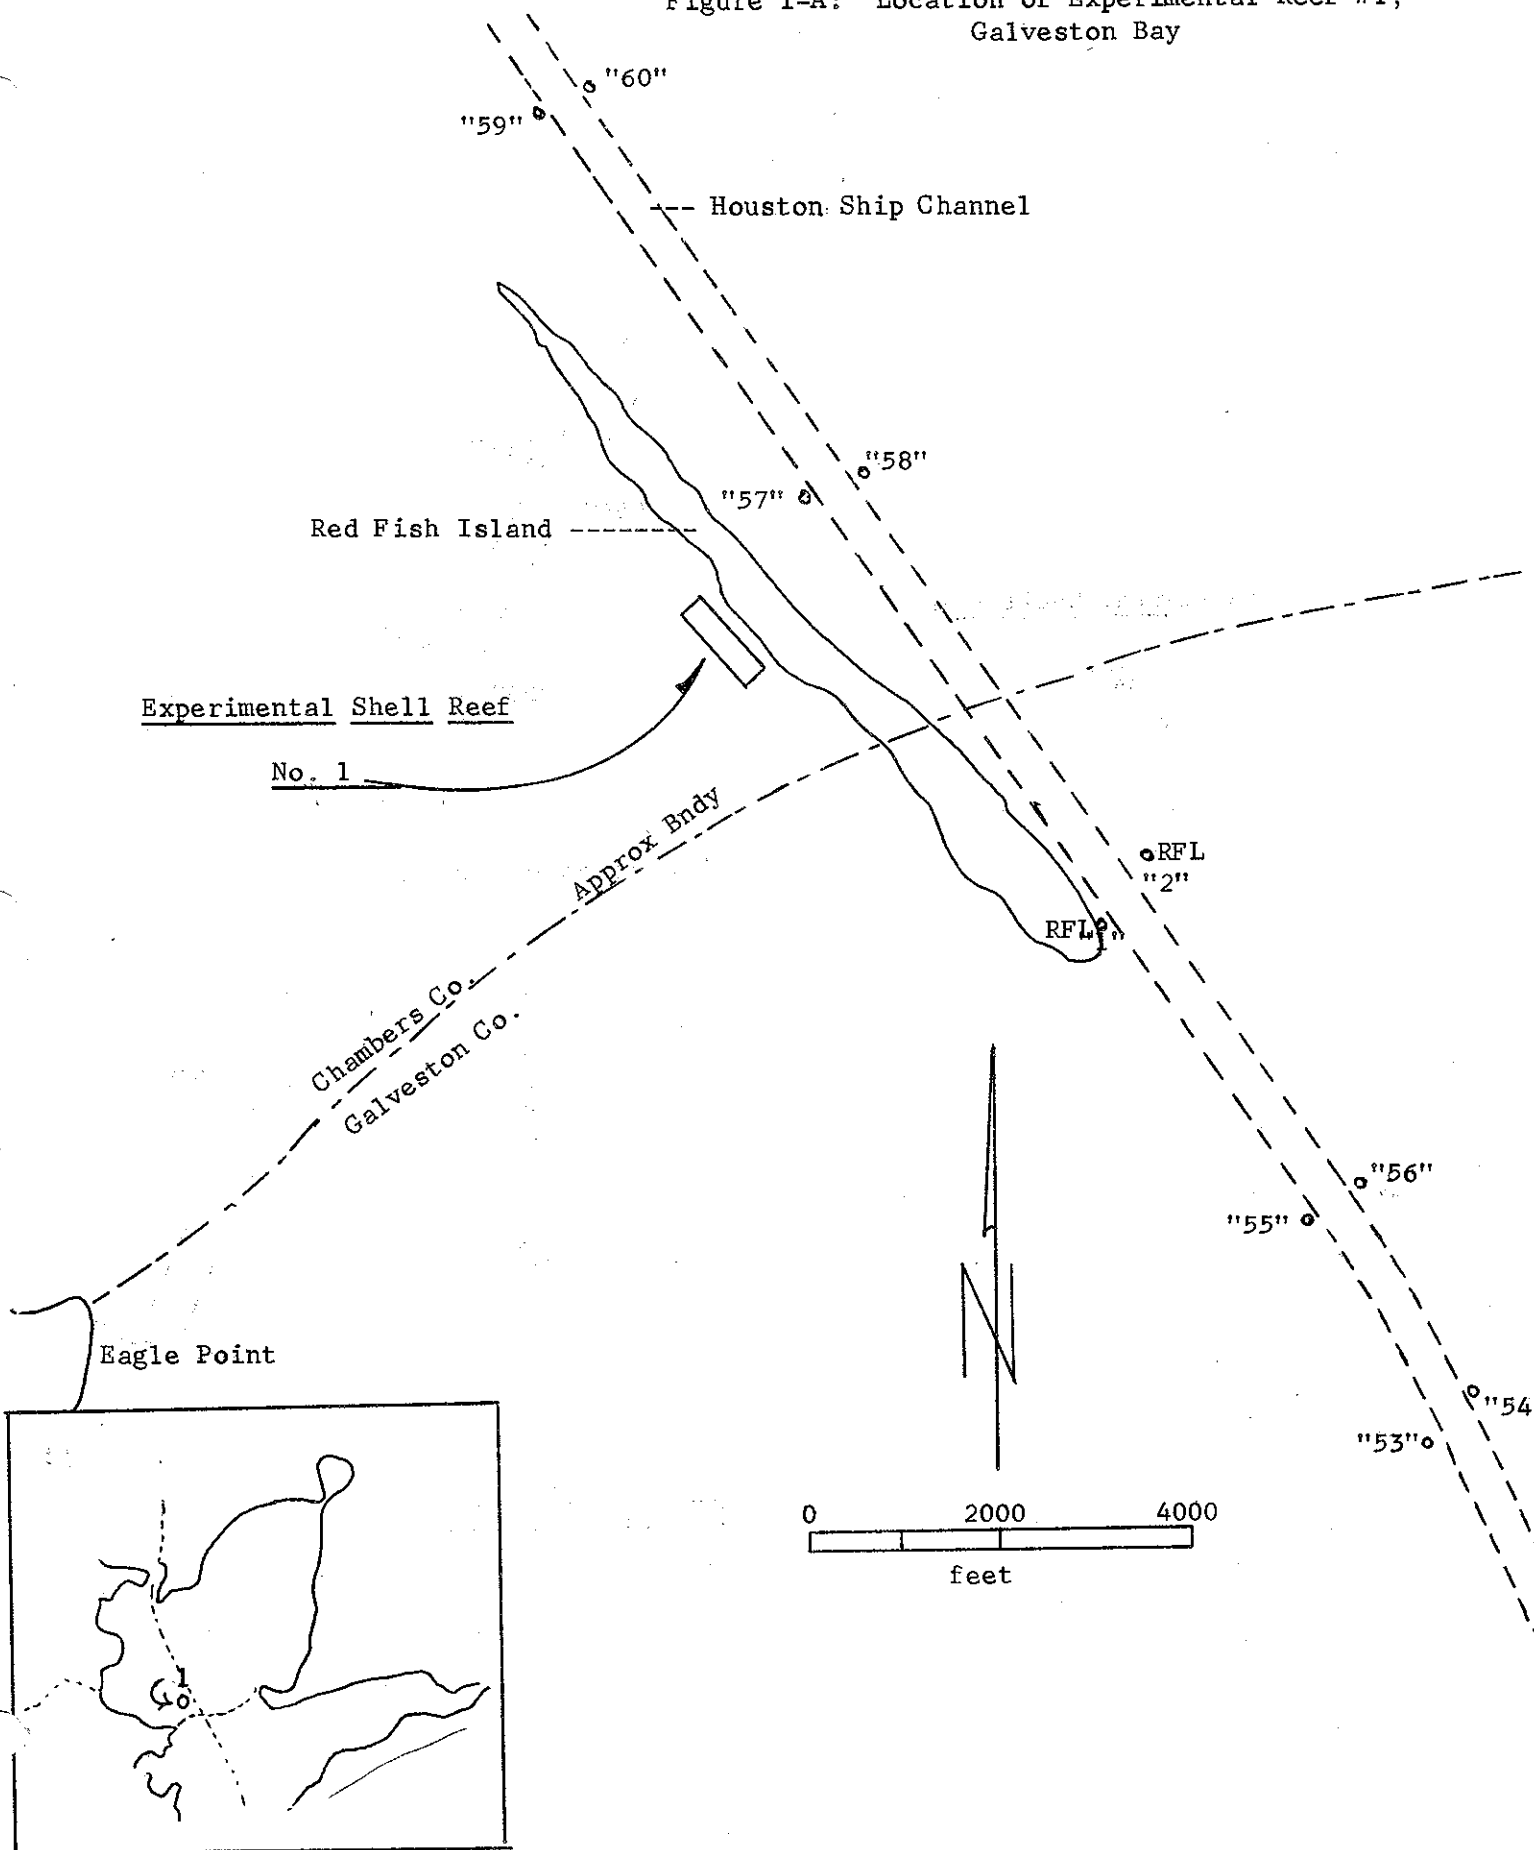 Figure 1-A: Location of Experimental Reef #1,
Galveston Bay
"60"
"59"
Houston Ship Channel
"58"
"57"
Red Fish Island
Experimental Shell Reef
No. 1
Approx Bndy
RFL
"2"
RFL
"1"
Chambers Co.
Galveston Co.
"56"
"55"
Eagle Point
N
"54
"53"
0 2000 4000
feet
1